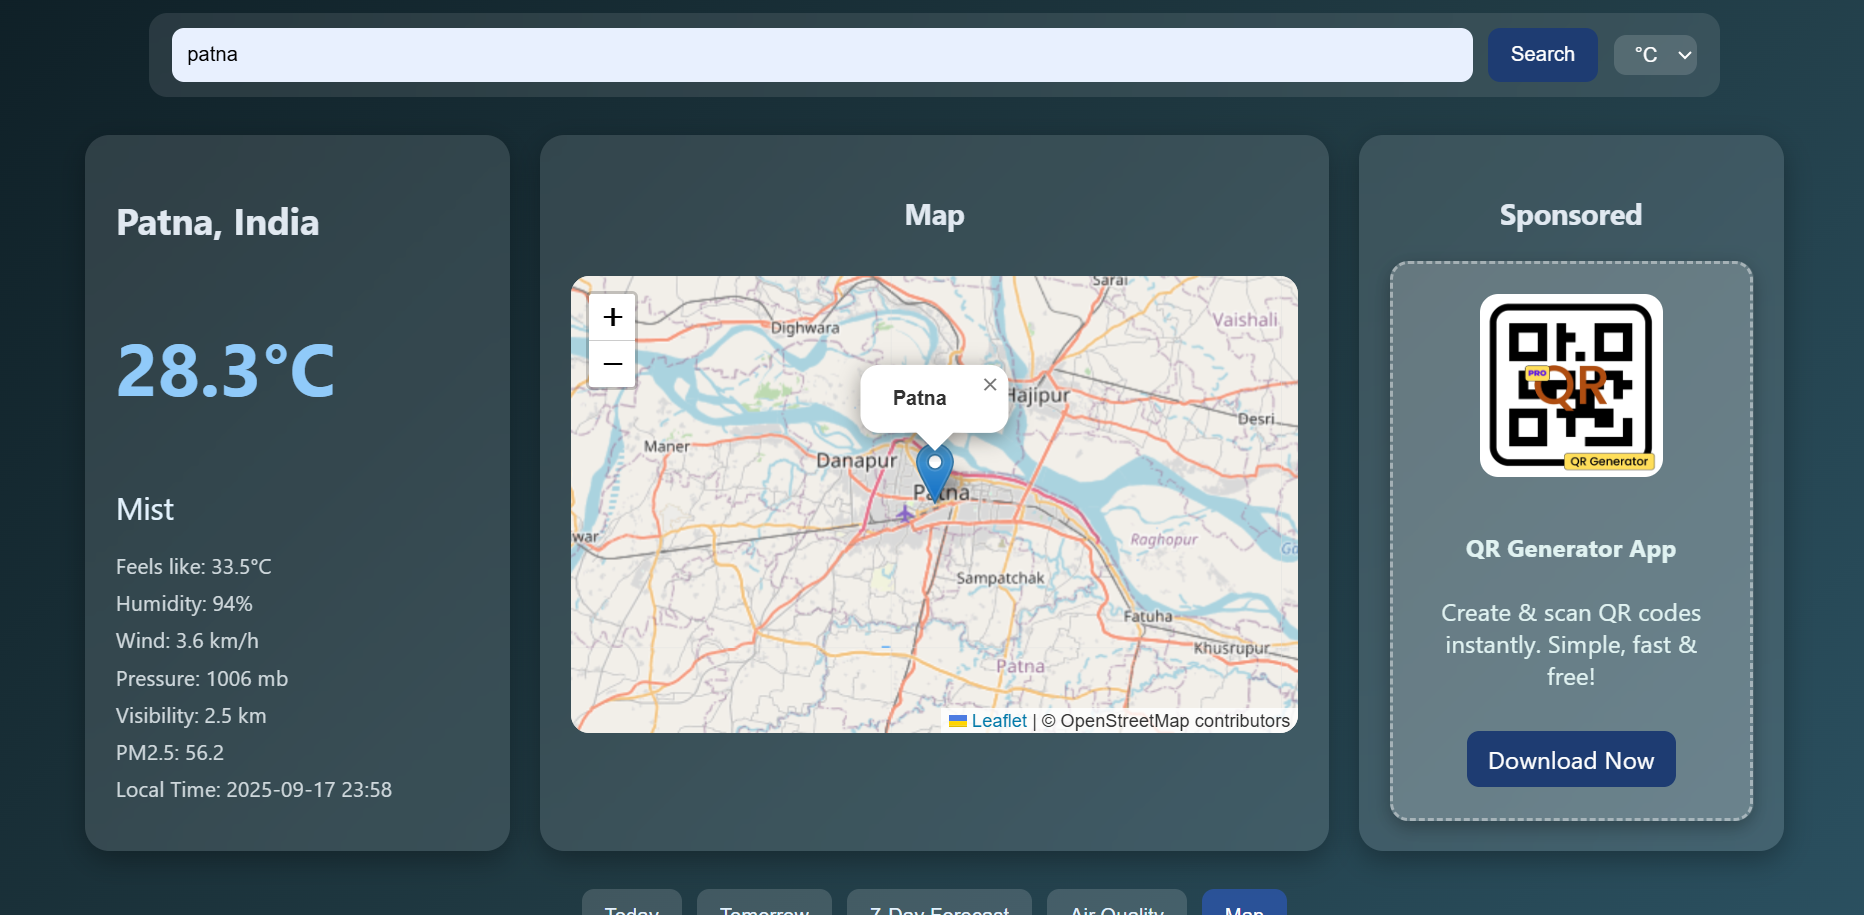 patna
Search
°C
Patna, India
28.3°C
Mist
Feels like: 33.5°C
Humidity: 94%
Wind: 3.6 km/h
Pressure: 1006 mb
Visibility: 2.5 km
PM2.5: 56.2
Local Time: 2025-09-17 23:58
Map
+
−
Sarai
Dighwara
Vaishali
Patna
×
Hajipur
Desri
Maner
Danapur
Patna
war
Raghopur
Sampatchak
Fatuha
Khusrupur
Patna
Leaflet | © OpenStreetMap contributors
Sponsored
PRO
QR
QR Generator
QR Generator App
Create & scan QR codes
instantly. Simple, fast &
free!
Download Now
Today
Tomorrow
7-Day Forecast
Air Quality
Map